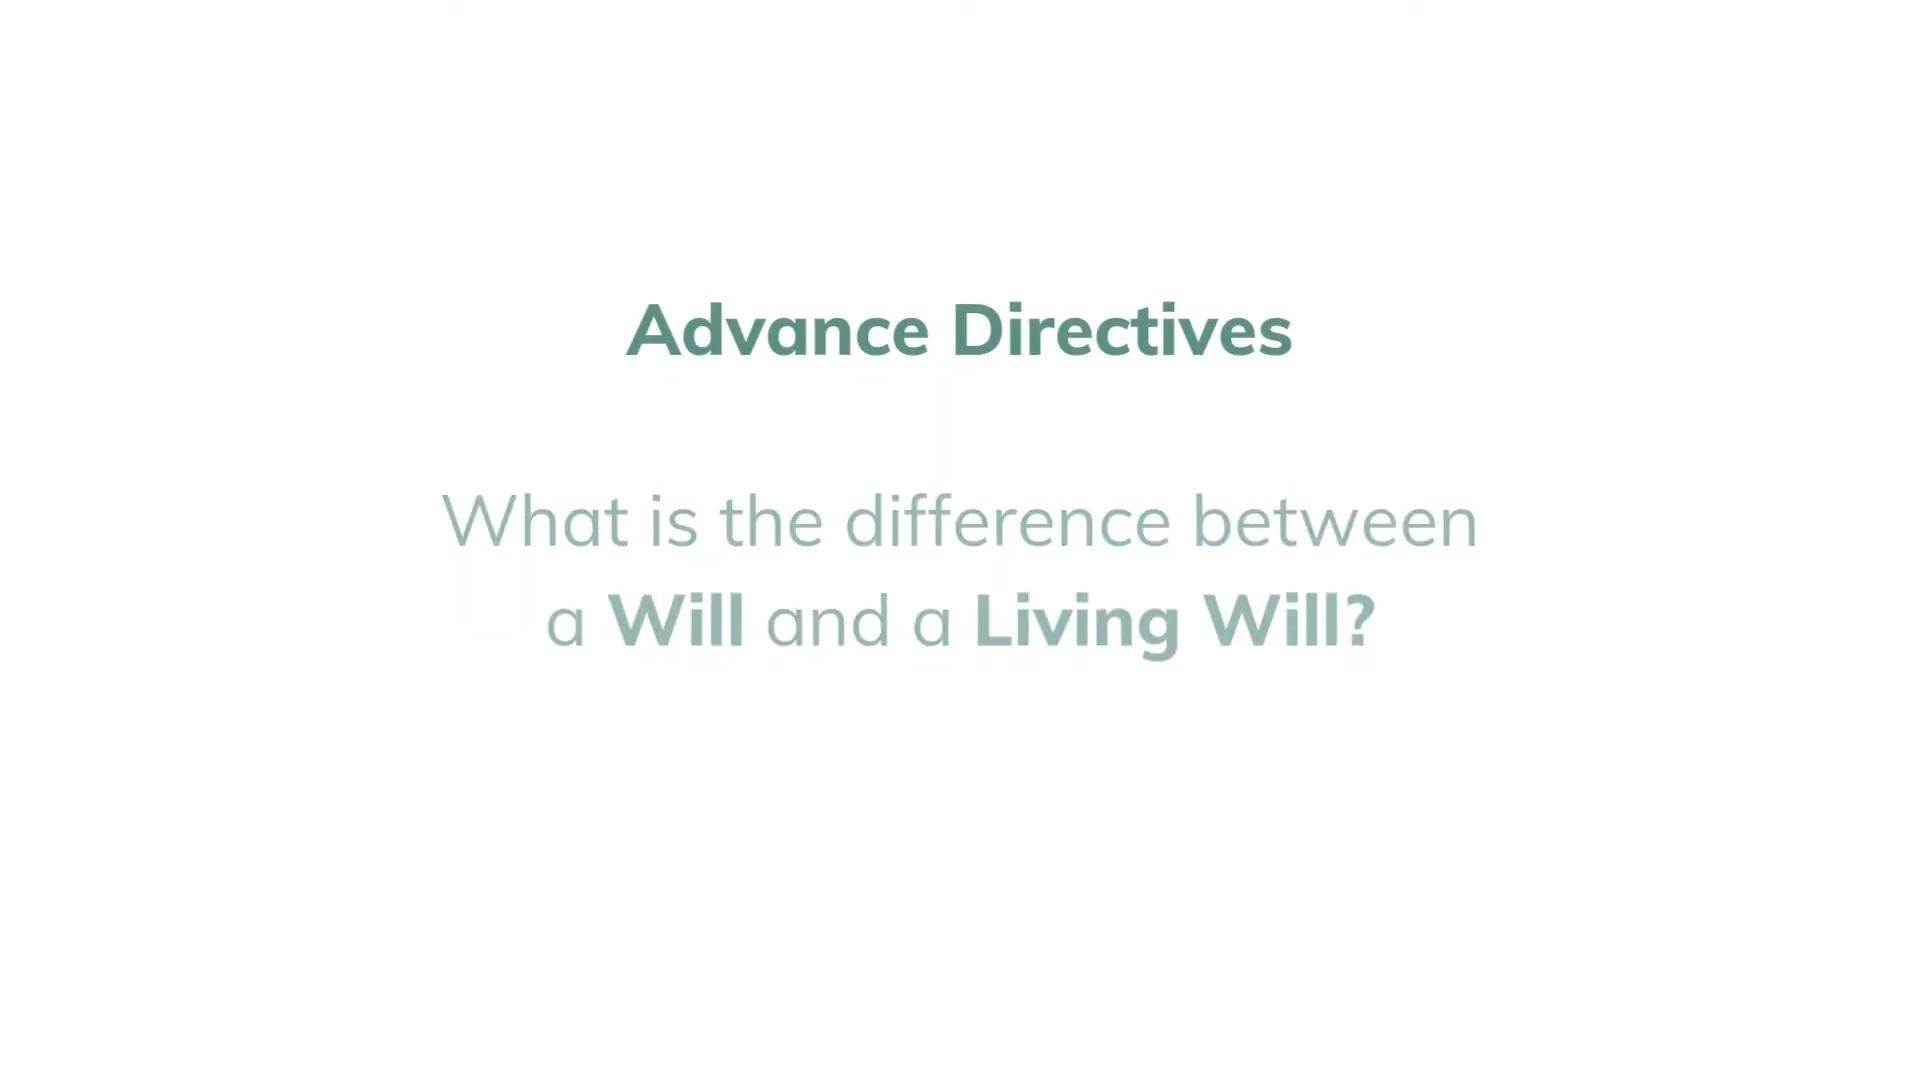 Advance Directives
What is the difference between
a Will and a Living Will?